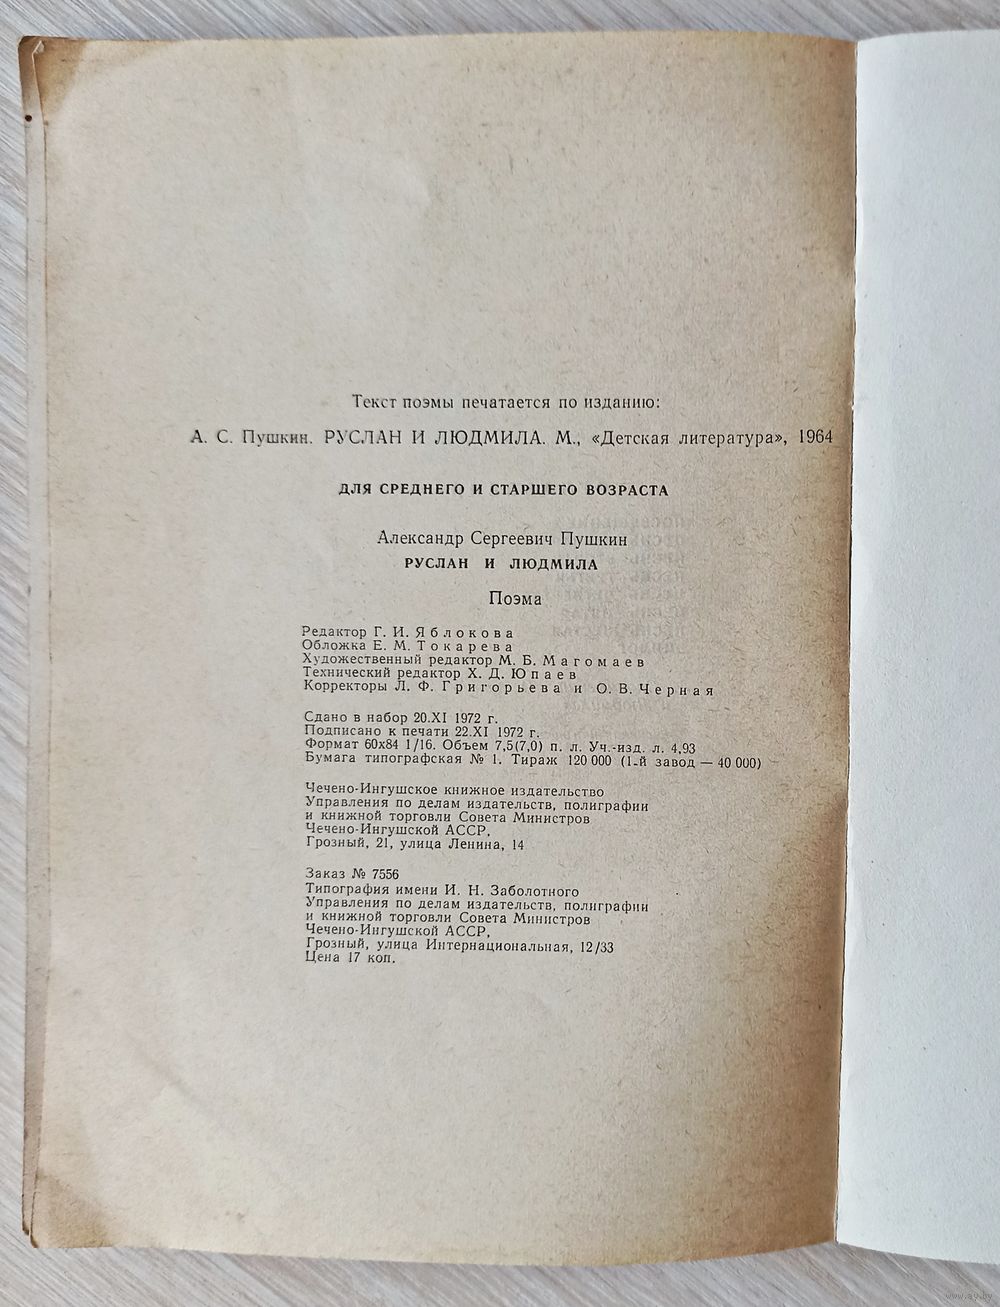 Текст поэмы печатается по изданию:
А. С. Пушкин. РУСЛАН И ЛЮДМИЛА. М., «Детская литература», 1964
ДЛЯ СРЕДНЕГО И СТАРШЕГО ВОЗРАСТА
Александр Сергеевич Пушкин
РУСЛАН И ЛЮДМИЛА
Поэма
Редактор Г. И. Яблокова
Обложка Е. М. Токарева
Художественный редактор М. Б. Магомаев
Технический редактор Х. Д. Юпаев
Корректоры Л. Ф. Григорьева и О. В. Черная
Сдано в набор 20.XI 1972 г.
Подписано к печати 22.XI 1972 г.
Формат 60х84 1/16. Объем 7,5(7,0) п. л. Уч.-изд. л. 4,93
Бумага типографская № 1. Тираж 120 000 (1-й завод — 40 000)
Чечено-Ингушское книжное издательство
Управления по делам издательств, полиграфии
и книжной торговли Совета Министров
Чечено-Ингушской АССР,
Грозный, 21, улица Ленина, 14
Заказ № 7556
Типография имени И. Н. Заболотного
Управления по делам издательств, полиграфии
и книжной торговли Совета Министров
Чечено-Ингушской АССР,
Грозный, улица Интернациональная, 12/33
Цена 17 коп.
www.ay.by